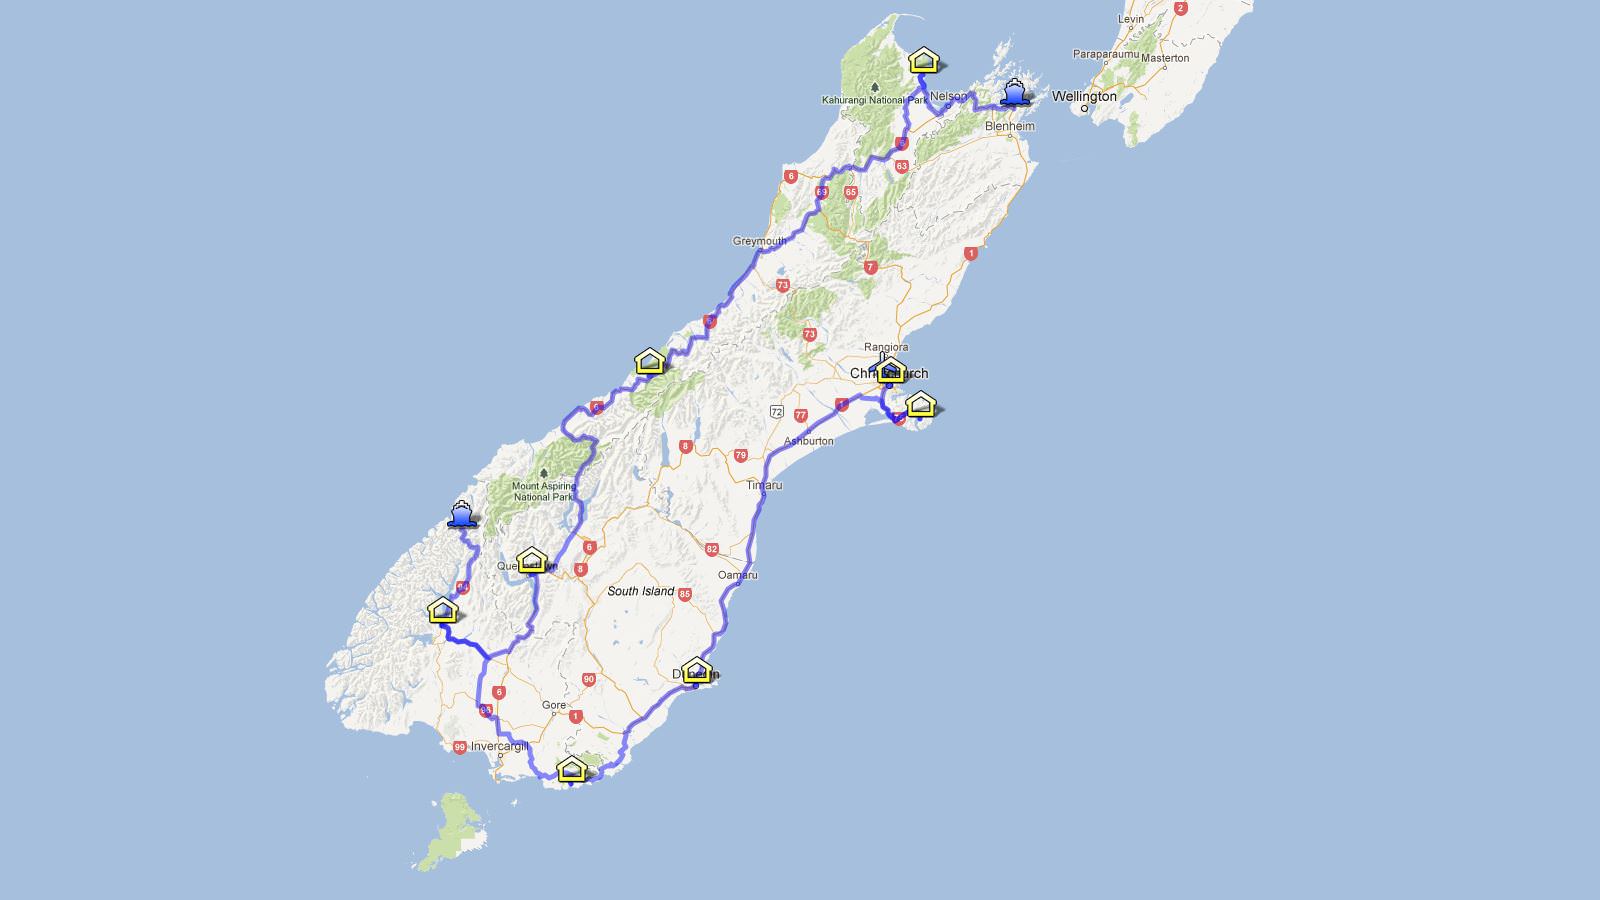 2
Levin
Paraparaumu
Masterton
Kahurangi National Park
Nelson
Wellington
Blenheim
6
63
6
69
65
Greymouth
1
7
73
6
73
Rangiora
Christchurch
6
72
77
1
Ashburton
8
79
Mount Aspiring
National Park
Timaru
6
82
Queenstown
8
Oamaru
94
South Island
85
Dunedin
90
6
Gore
1
99
Invercargill